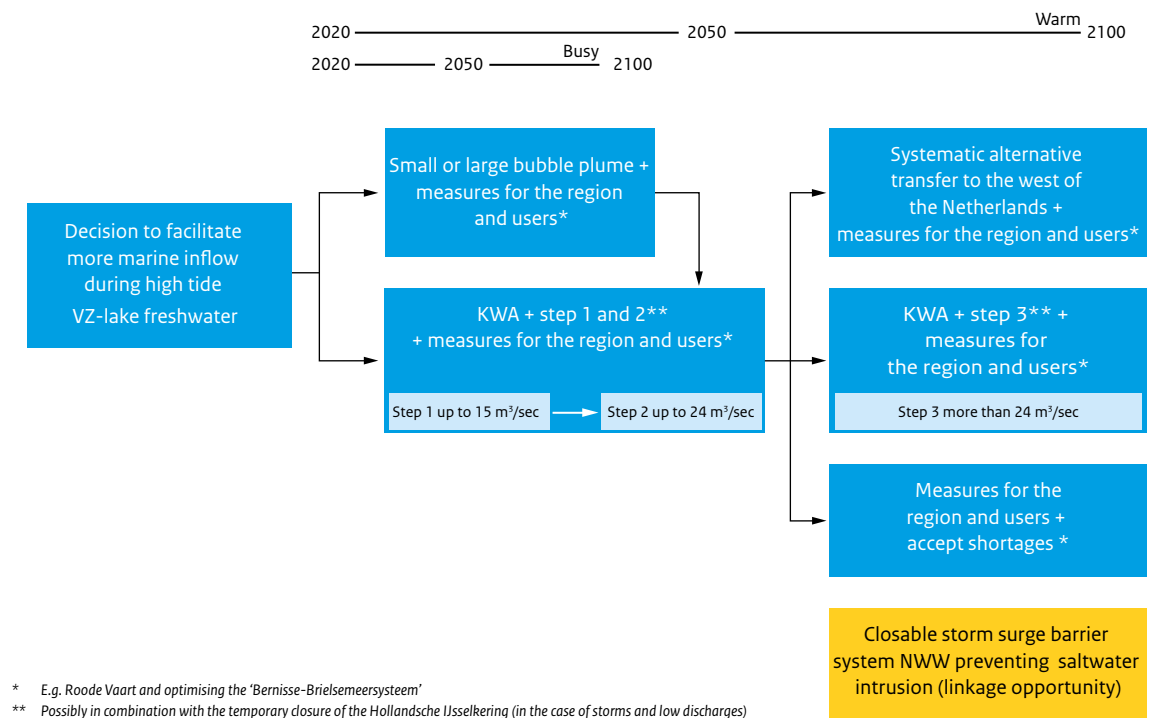 2020 2050 Warm 2100
2020 2050 Busy 2100
Decision to facilitate
more marine inflow
during high tide
VZ-lake freshwater
Small or large bubble plume +
measures for the region
and users*
KWA + step 1 and 2**
+ measures for the region and users*
Step 1 up to 15 m³/sec
Step 2 up to 24 m³/sec
Systematic alternative
transfer to the west of
the Netherlands +
measures for the region and users*
KWA + step 3** +
measures for
the region and users*
Step 3 more than 24 m³/sec
Measures for the
region and users +
accept shortages *
Closable storm surge barrier
system NWW preventing saltwater
intrusion (linkage opportunity)
* E.g. Roode Vaart and optimising the ‘Bernisse-Brielsemeersysteem’
** Possibly in combination with the temporary closure of the Hollandsche IJsselkering (in the case of storms and low discharges)